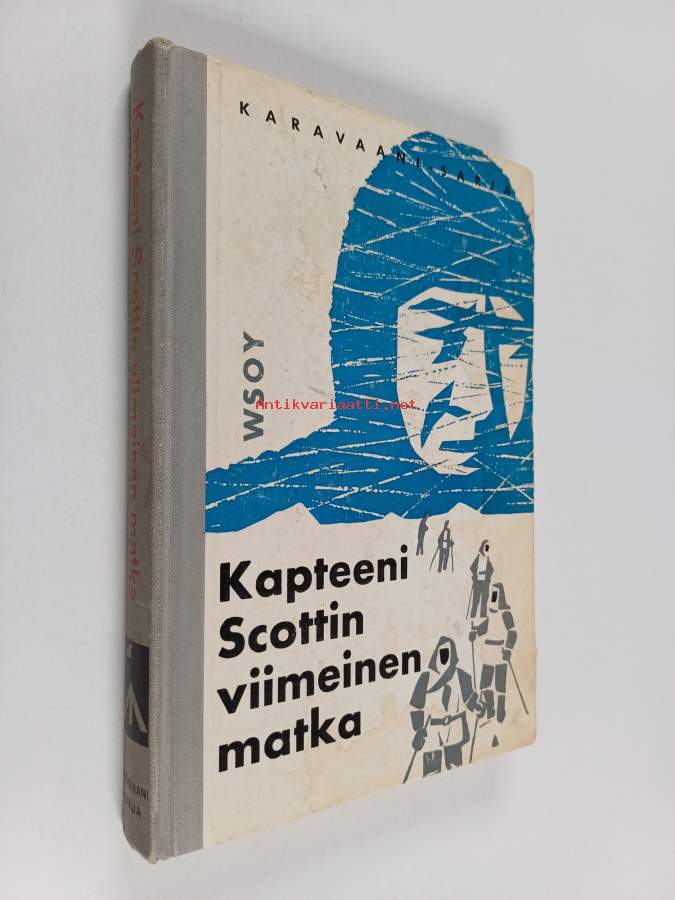 KARAVAANI-SARJA
WSOY
Antikvariaatti.net
Kapteeni
Scottin
viimeinen
matka
Kapteeni Scottin viimeinen matka